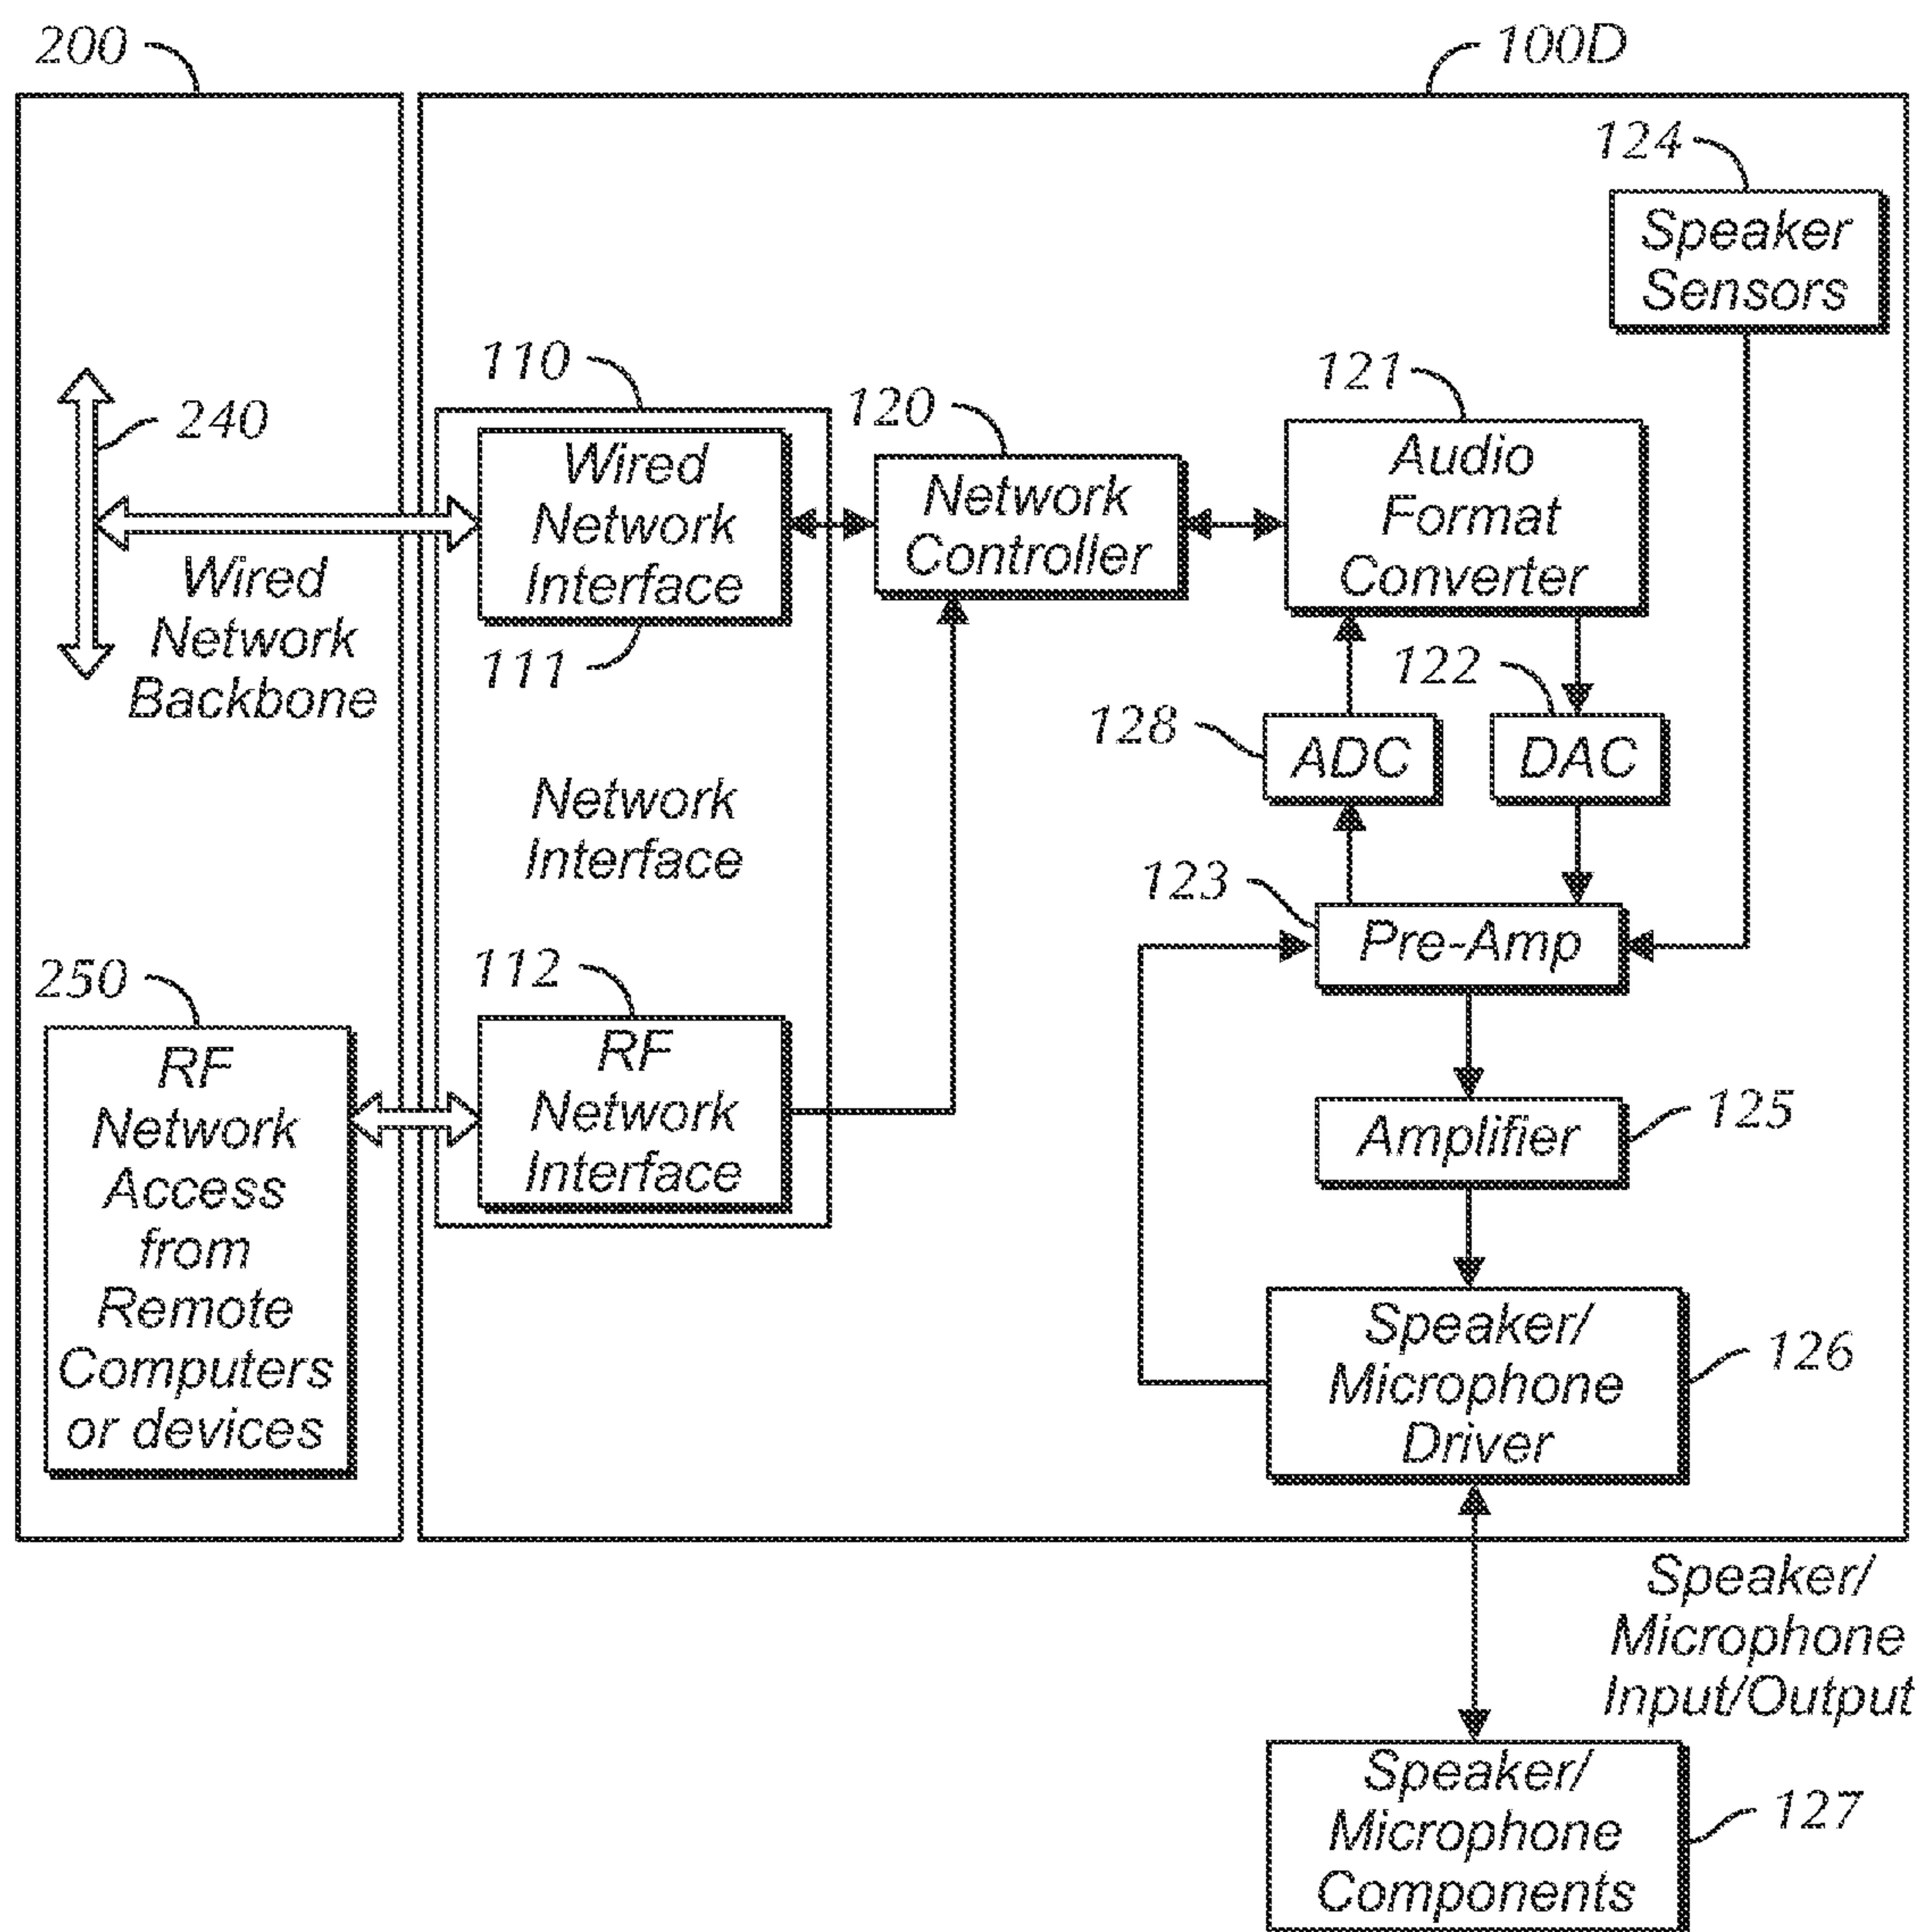 200
100D
124
Speaker
Sensors
110
120
121
240
Wired
Network
Interface
Network
Controller
Audio
Format
Converter
Wired
Network
Backbone
111
122
128
ADC
DAC
Network
Interface
123
Pre-Amp
250
112
RF
Network
Access
from
Remote
Computers
or devices
RF
Network
Interface
Amplifier
125
Speaker/
Microphone
Driver
126
Speaker/
Microphone
Input/Output
Speaker/
Microphone
Components
127